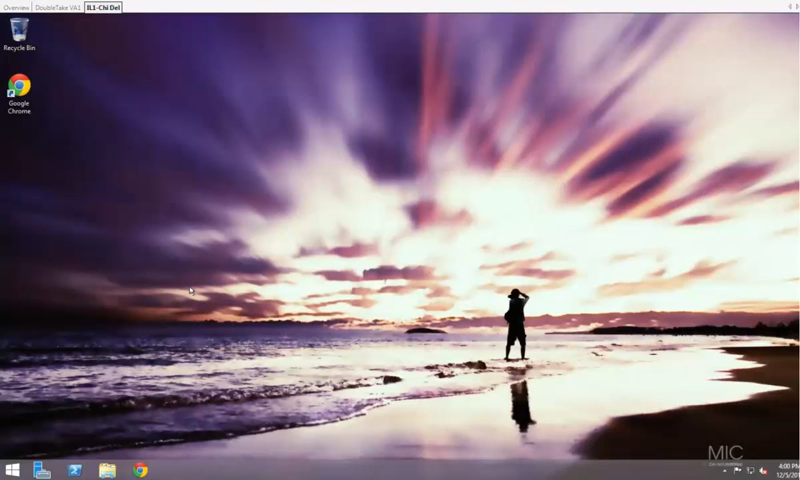 Overview
DoubleTake VA1
IL1-Chi Del
Recycle Bin
Google
Chrome
MIC
4:00 PM